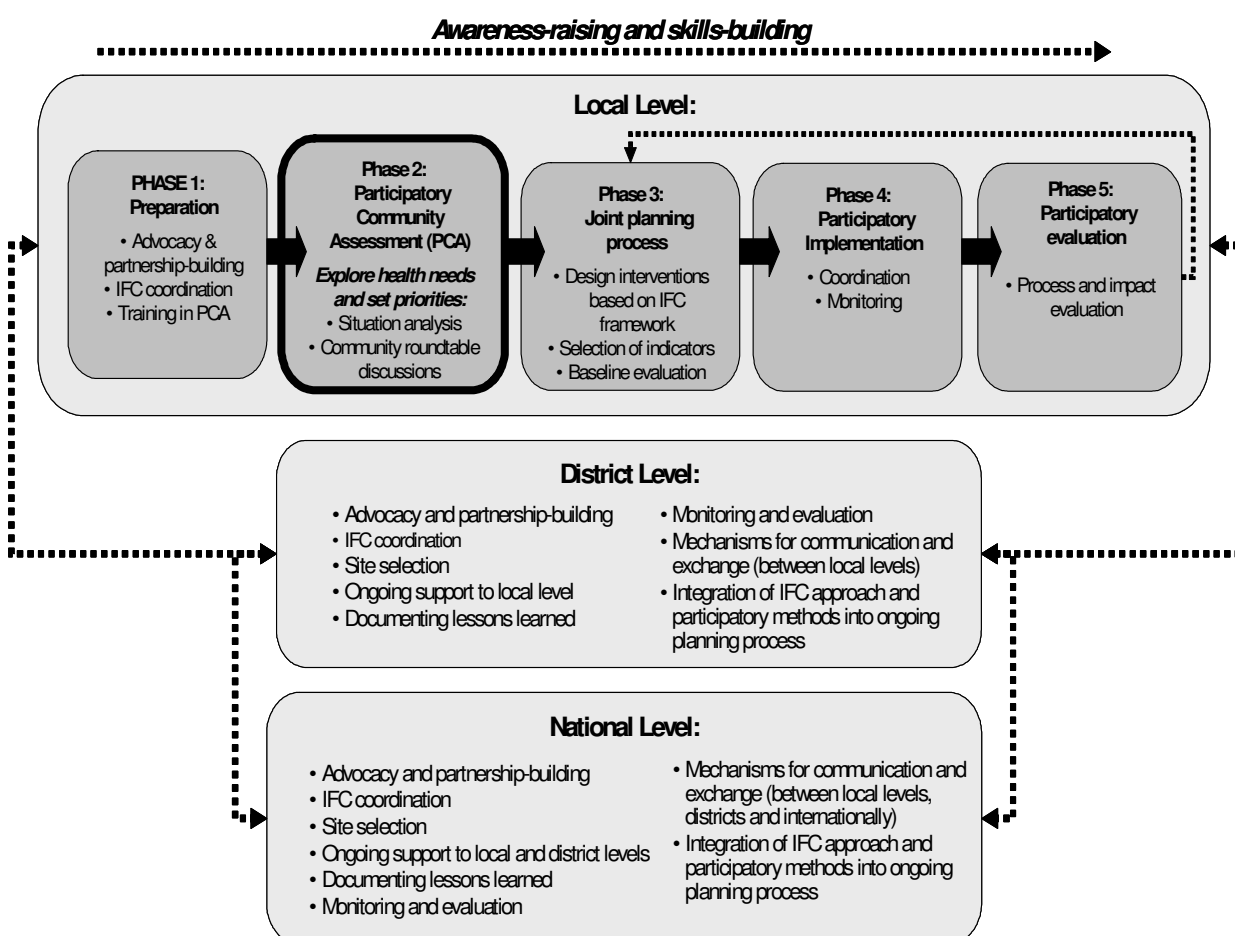 Awareness-raising and skills-building
Local Level:
PHASE 1:
Preparation
• Advocacy &
partnership-building
• IFC coordination
• Training in PCA
Phase 2:
Participatory
Community
Assessment (PCA)
Explore health needs
and set priorities:
• Situation analysis
• Community roundtable
discussions
Phase 3:
Joint planning
process
• Design interventions
based on IFC
framework
• Selection of indicators
• Baseline evaluation
Phase 4:
Participatory
Implementation
• Coordination
• Monitoring
Phase 5:
Participatory
evaluation
• Process and impact
evaluation
District Level:
• Advocacy and partnership-building
• IFC coordination
• Site selection
• Ongoing support to local level
• Documenting lessons learned
• Monitoring and evaluation
• Mechanisms for communication and
exchange (between local levels)
• Integration of IFC approach and
participatory methods into ongoing
planning process
National Level:
• Advocacy and partnership-building
• IFC coordination
• Site selection
• Ongoing support to local and district levels
• Documenting lessons learned
• Monitoring and evaluation
• Mechanisms for communication and
exchange (between local levels,
districts and internationally)
• Integration of IFC approach and
participatory methods into ongoing
planning process